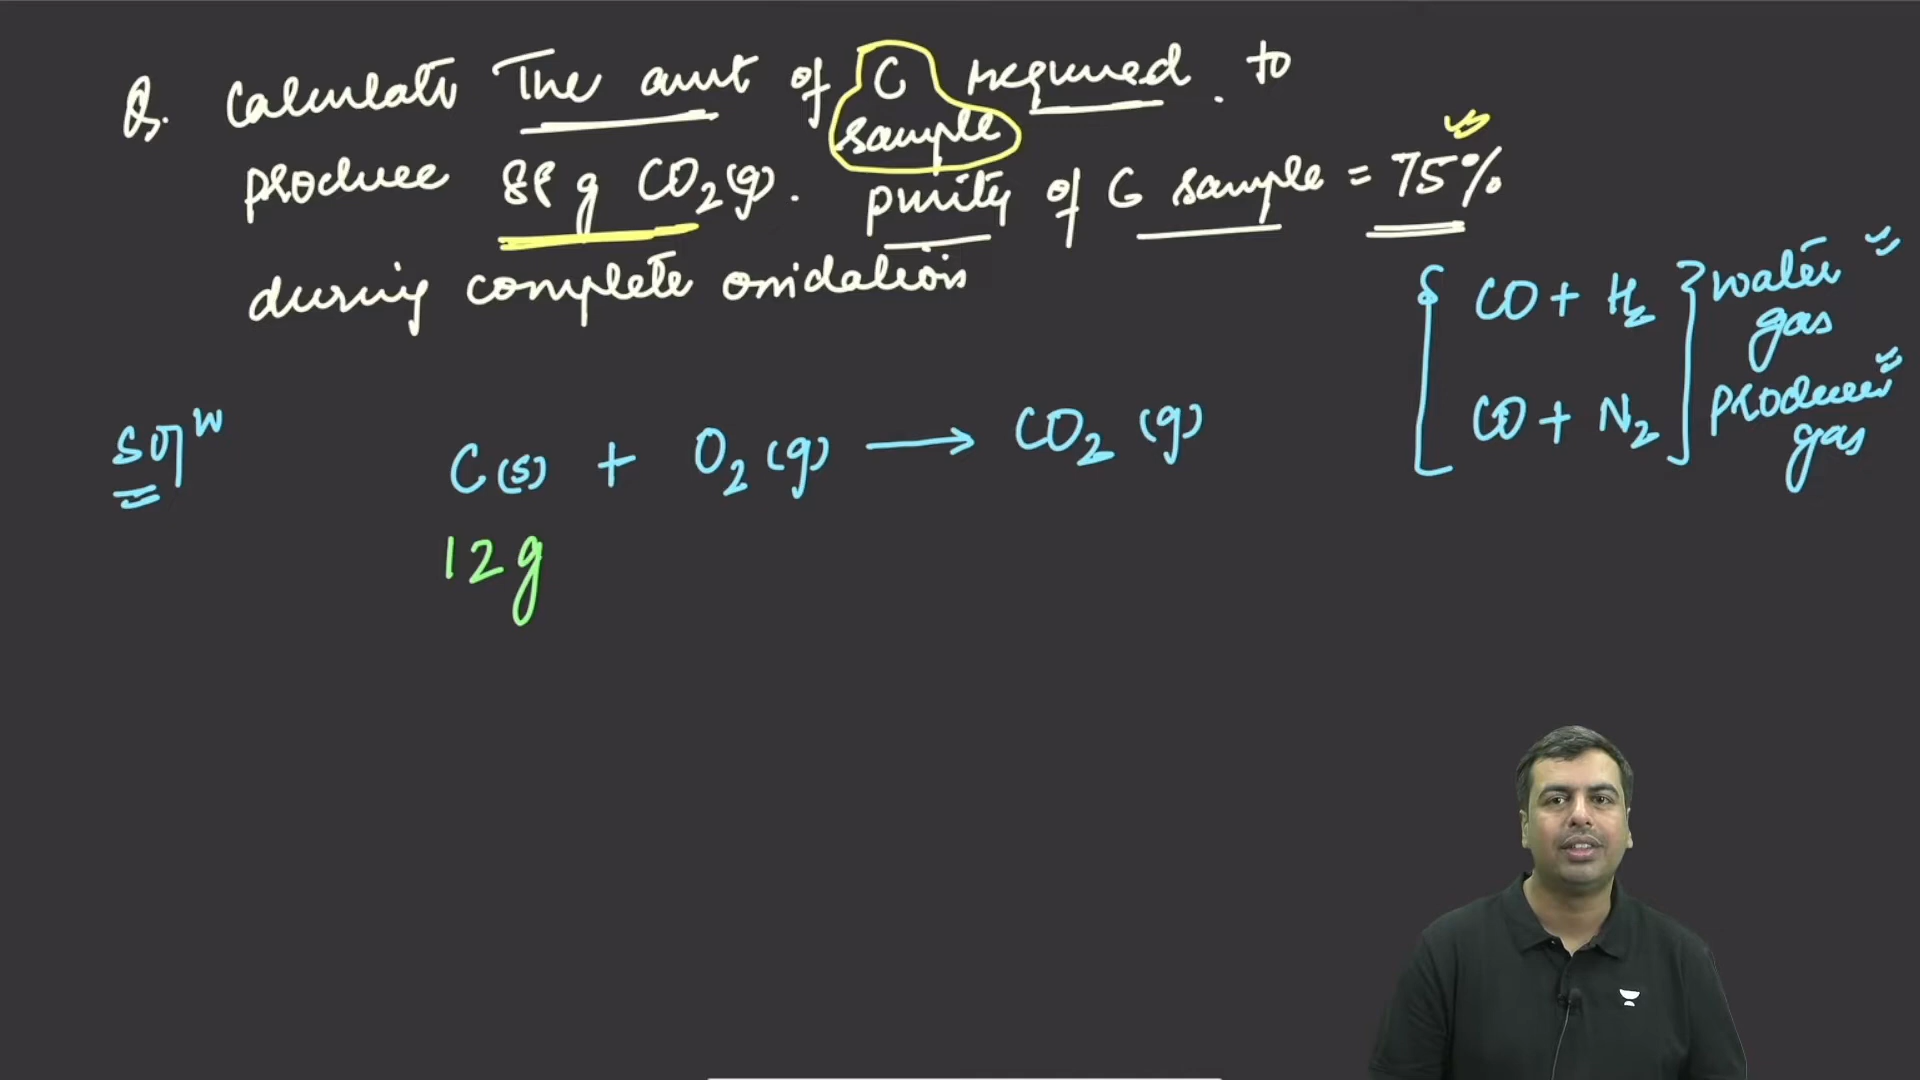 Q. Calculate The amt of C required to
sample
produce 88 g CO2(g). purity of C sample = 75%
during complete oxidation
CO + H2 } water gas
CO + N2 ] producer gas
Solⁿ C(s) + O2(g) → CO2(g)
12g